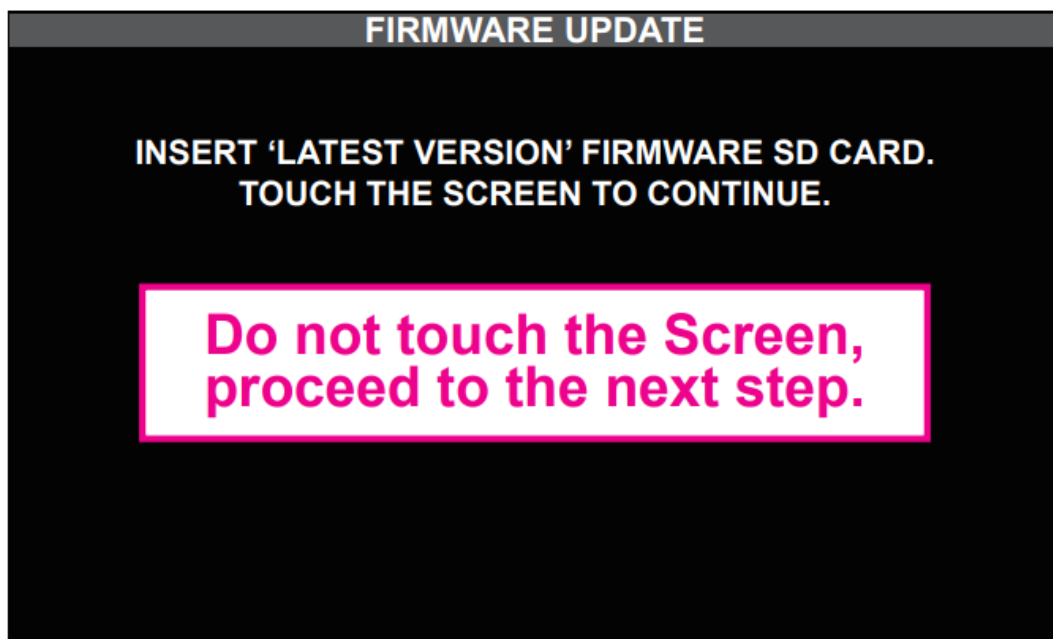 FIRMWARE UPDATE
INSERT ‘LATEST VERSION’ FIRMWARE SD CARD.
TOUCH THE SCREEN TO CONTINUE.
Do not touch the Screen,
proceed to the next step.